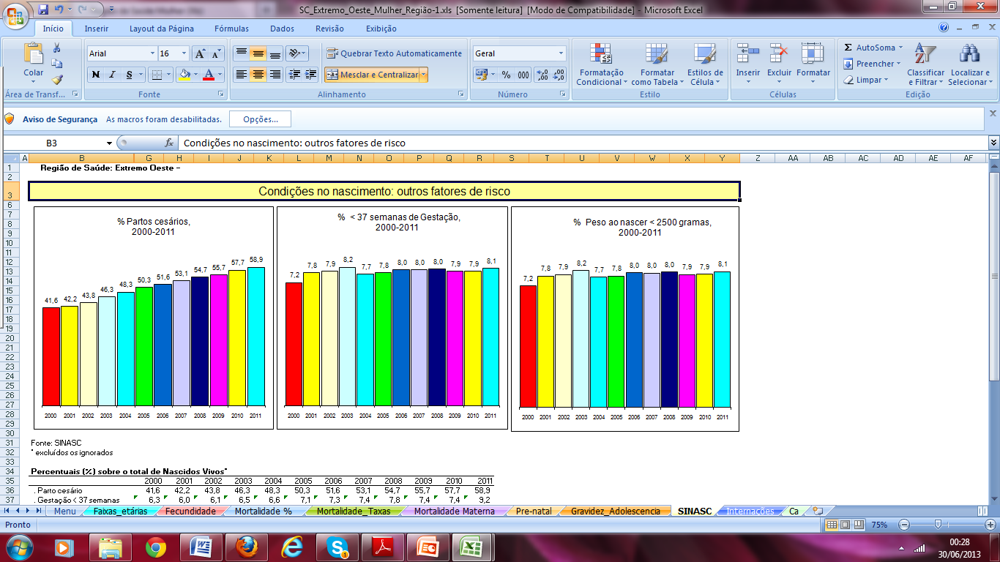 SC_Extremo_Oeste_Mulher_Região-1.xls [Somente leitura] [Modo de Compatibilidade] - Microsoft Excel
Início Inserir Layout da Página Fórmulas Dados Revisão Exibição
Colar
Área de Transf...
Arial 16
N I S
Fonte
Quebrar Texto Automaticamente
Mesclar e Centralizar
Alinhamento
Geral
% 000
Número
Formatação Condicional
Formatar como Tabela
Estilos de Célula
Estilo
Inserir Excluir Formatar
Células
AutoSoma
Preencher
Limpar
Classificar e Filtrar
Localizar e Selecionar
Edição
Aviso de Segurança As macros foram desabilitadas. Opções...
B3 fx Condições no nascimento: outros fatores de risco
A B G H I J K L M N O P Q R S T U V W X Y Z AA AB AC AD AE AF
1 Região de Saúde: Extremo Oeste –
2
3 Condições no nascimento: outros fatores de risco
6
7
8
9
10
11
12
13
14
15
16
17
18
19
20
21
22
23
24
25
26
27
28
29
30
% Partos cesários,
2000-2011
41,6 42,2 43,8 46,3 48,3 50,3 51,6 53,1 54,7 55,7 57,7 58,9
2000 2001 2002 2003 2004 2005 2006 2007 2008 2009 2010 2011
% < 37 semanas de Gestação,
2000-2011
7,2 7,8 7,9 8,2 7,7 7,8 8,0 8,0 8,0 7,9 7,9 8,1
2000 2001 2002 2003 2004 2005 2006 2007 2008 2009 2010 2011
% Peso ao nascer < 2500 gramas,
2000-2011
7,2 7,8 7,9 8,2 7,7 7,8 8,0 8,0 8,0 7,9 7,9 8,1
2000 2001 2002 2003 2004 2005 2006 2007 2008 2009 2010 2011
31 Fonte: SINASC
32 * excluídos os ignorados
33
34 Percentuais (%) sobre o total de Nascidos Vivos*
35 2000 2001 2002 2003 2004 2005 2006 2007 2008 2009 2010 2011
36 . Parto cesário 41,6 42,2 43,8 46,3 48,3 50,3 51,6 53,1 54,7 55,7 57,7 58,9
37 . Gestação < 37 semanas 6,3 6,0 6,1 6,5 6,6 7,1 7,3 7,4 7,8 7,4 7,4 9,2
Menu Faixas_etárias Fecundidade Mortalidade % Mortalidade_Taxas Mortalidade Materna Pre-natal Gravidez_Adolescencia SINASC Internações Ca
Pronto 75%
00:28
30/06/2013